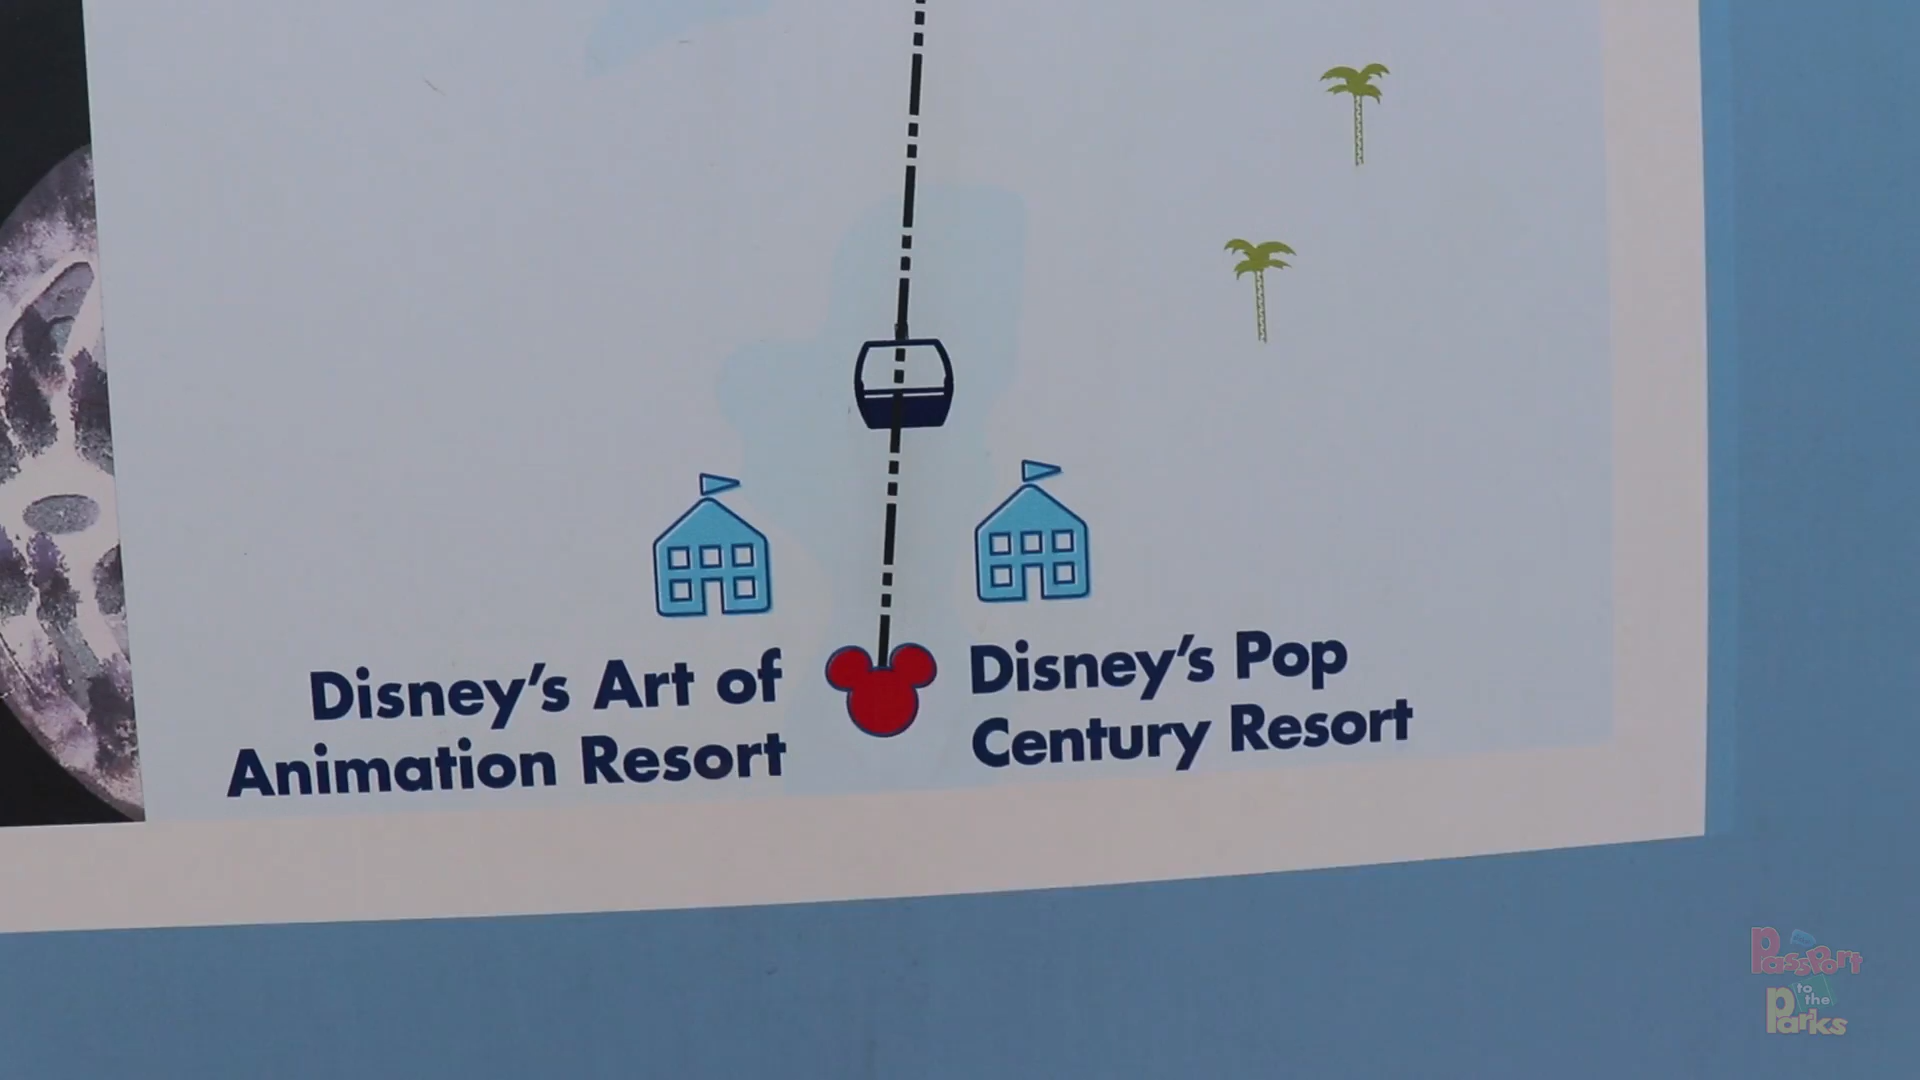 Disney's Art of
Animation Resort
Disney's Pop
Century Resort
Passport
to
the
Parks